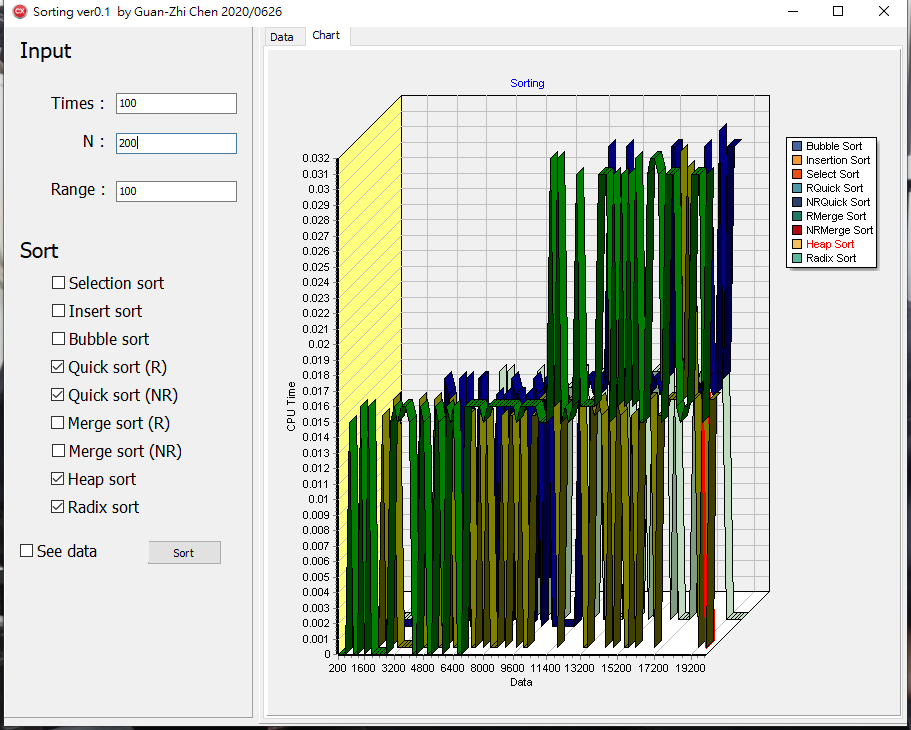 Sorting ver0.1 by Guan-Zhi Chen 2020/0626
Input
Times :
100
N :
200
Range :
100
Sort
Selection sort
Insert sort
Bubble sort
Quick sort (R)
Quick sort (NR)
Merge sort (R)
Merge sort (NR)
Heap sort
Radix sort
See data
Sort
Data
Chart
Sorting
0.032
0.03
0.029
0.028
0.027
0.026
0.025
0.024
0.023
0.022
0.021
0.02
0.019
0.018
0.017
0.016
0.015
0.014
0.013
0.012
0.011
0.01
0.009
0.008
0.007
0.006
0.005
0.004
0.003
0.002
0.001
0
CPU Time
200 1600 3200 4800 6400 8000 9600 11400 13200 15200 17200 19200
Data
Bubble Sort
Insertion Sort
Select Sort
RQuick Sort
NRQuick Sort
RMerge Sort
NRMerge Sort
Heap Sort
Radix Sort